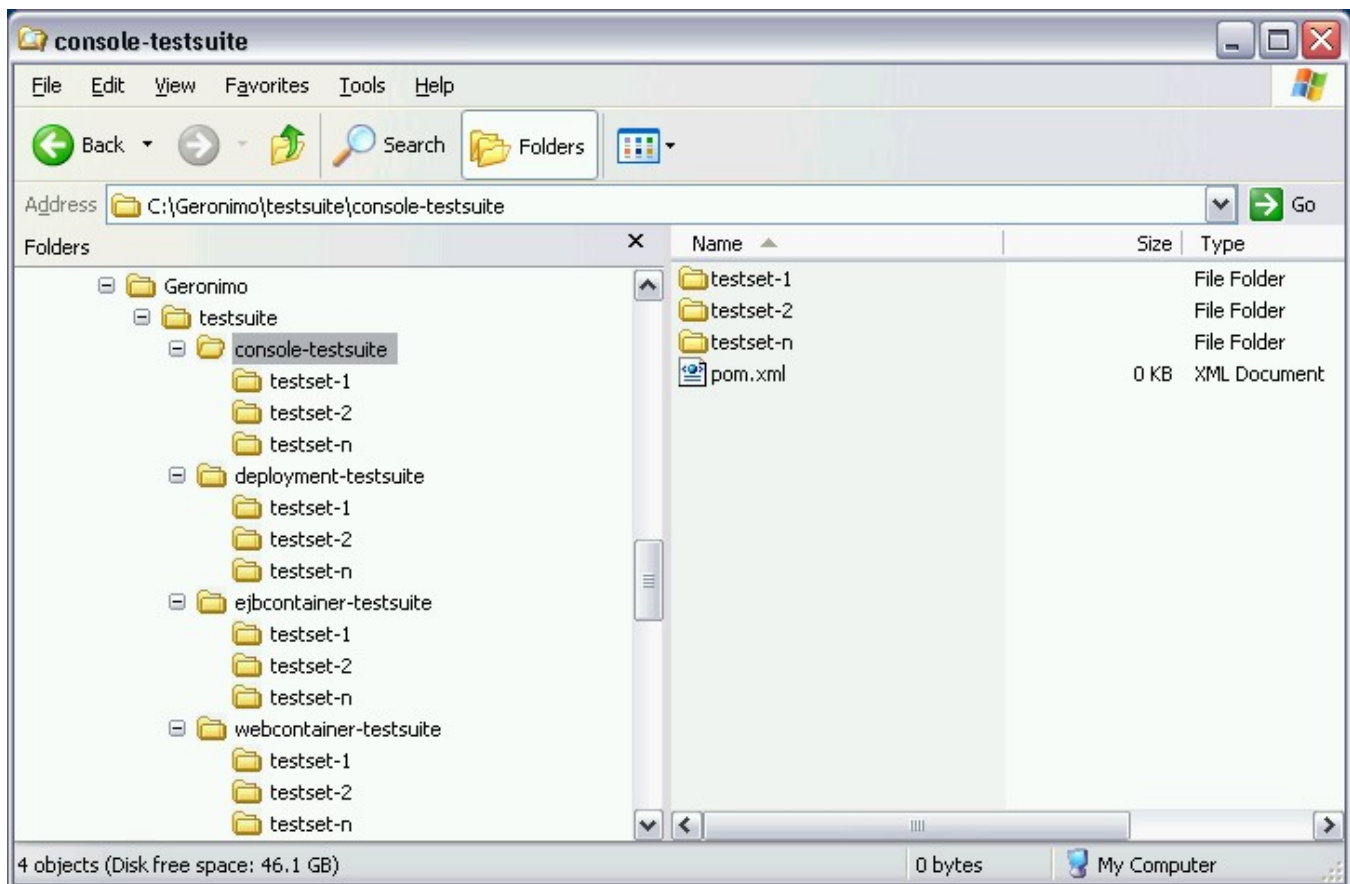 console-testsuite
File Edit View Favorites Tools Help
Back Search Folders
Address C:\Geronimo\testsuite\console-testsuite Go
Folders
Geronimo
testsuite
console-testsuite
testset-1
testset-2
testset-n
deployment-testsuite
testset-1
testset-2
testset-n
ejbcontainer-testsuite
testset-1
testset-2
testset-n
webcontainer-testsuite
testset-1
testset-2
testset-n
Name Size Type
testset-1 File Folder
testset-2 File Folder
testset-n File Folder
pom.xml 0 KB XML Document
4 objects (Disk free space: 46.1 GB) 0 bytes My Computer